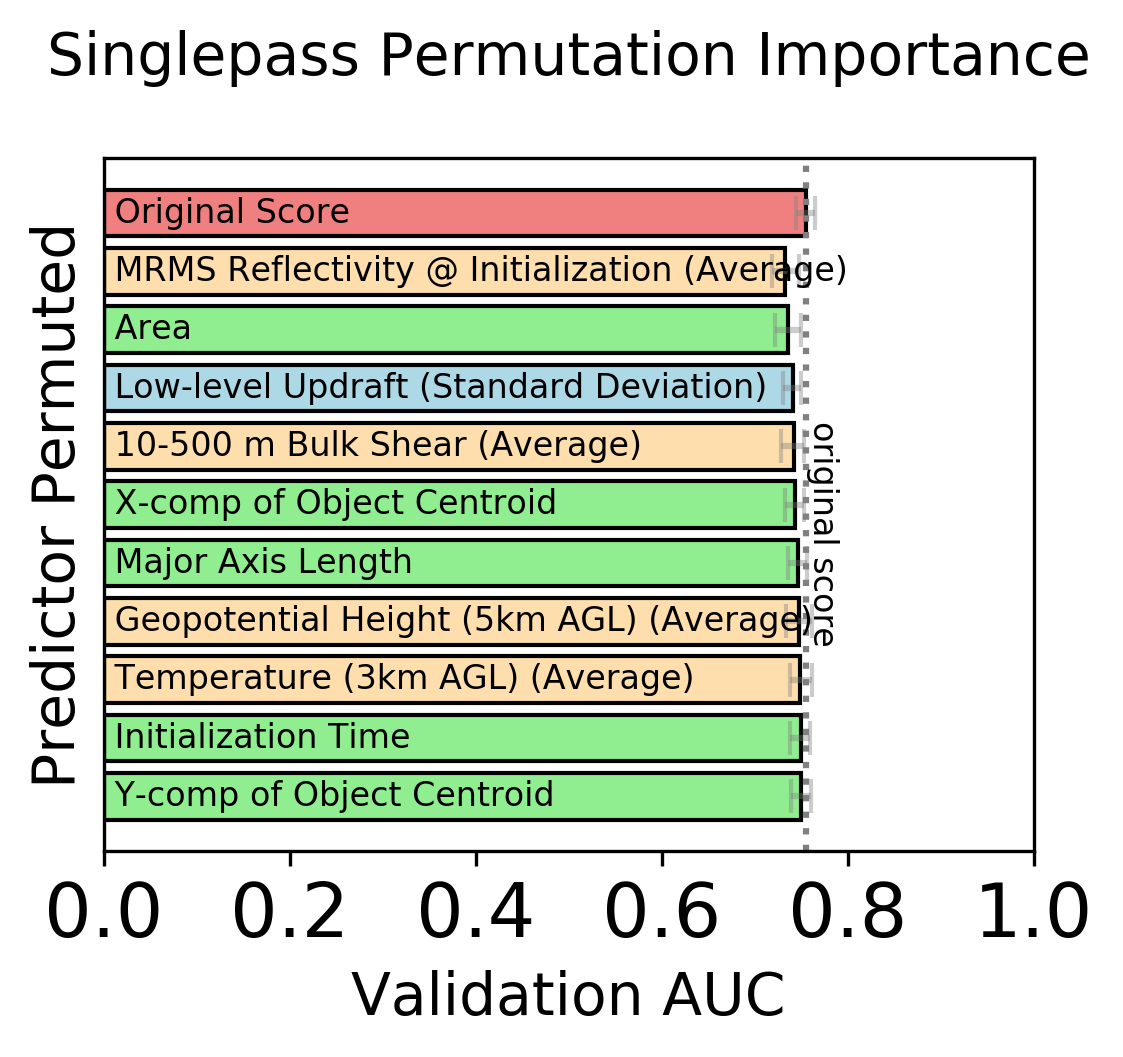 Singlepass Permutation Importance
Predictor Permuted
Original Score
MRMS Reflectivity @ Initialization (Average)
Area
Low-level Updraft (Standard Deviation)
10-500 m Bulk Shear (Average)
X-comp of Object Centroid
Major Axis Length
Geopotential Height (5km AGL) (Average)
Temperature (3km AGL) (Average)
Initialization Time
Y-comp of Object Centroid
original score
0.0 0.2 0.4 0.6 0.8 1.0
Validation AUC